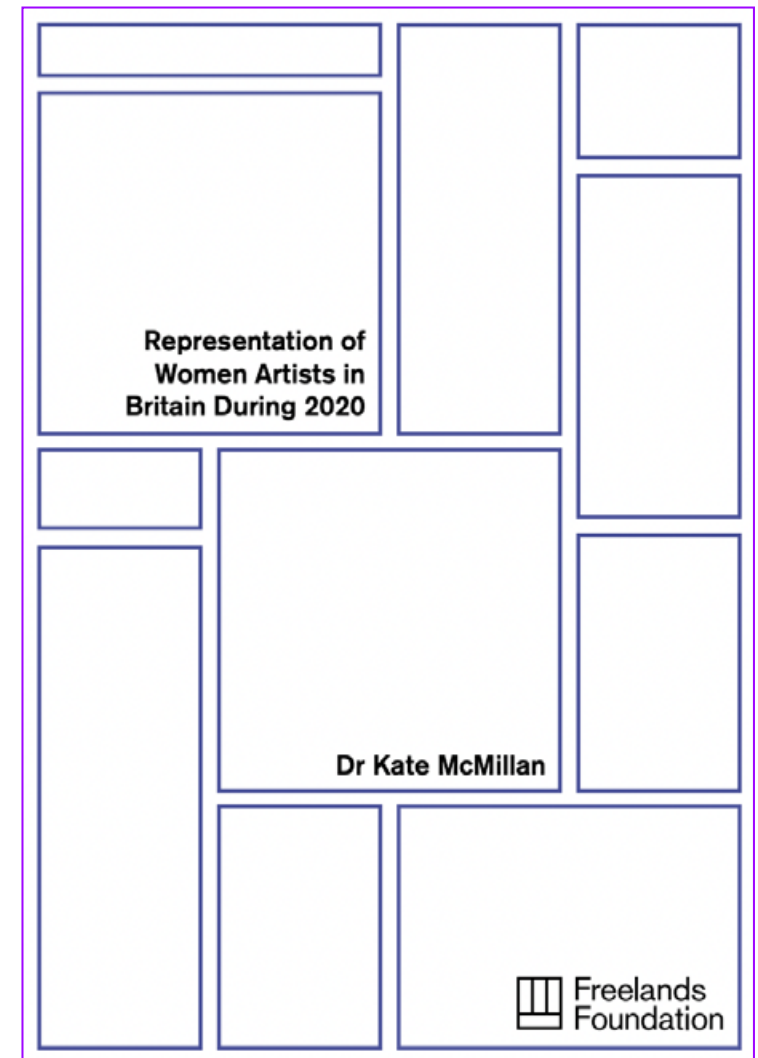 Representation of
Women Artists in
Britain During 2020
Dr Kate McMillan
Freelands
Foundation